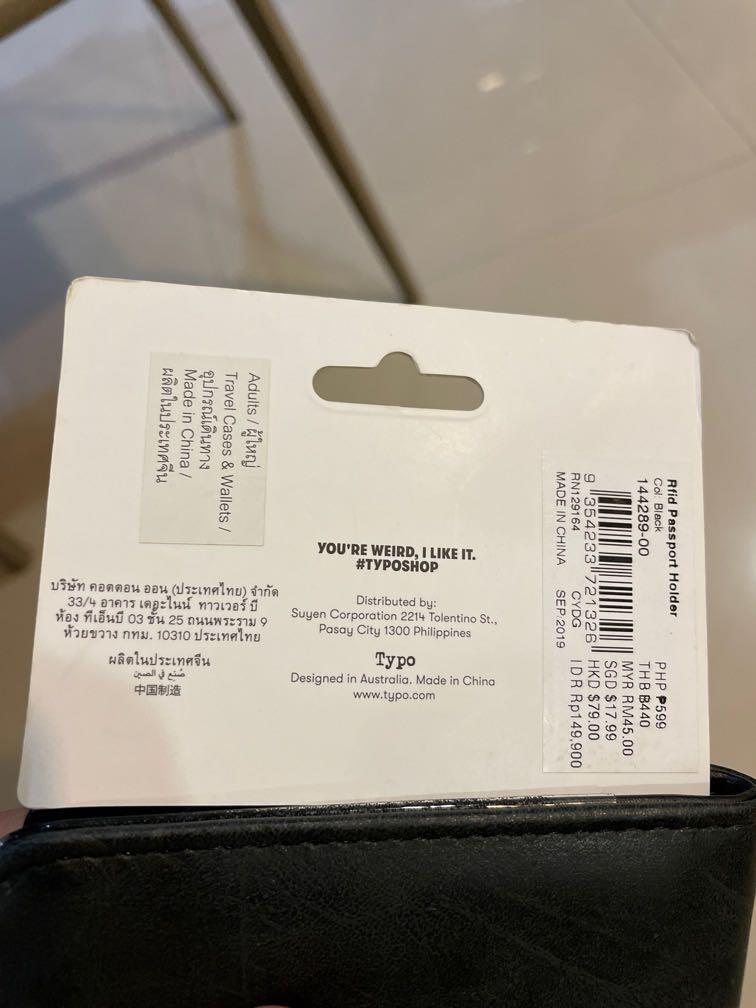 Adults / ผู้ใหญ่
Travel Cases & Wallets /
อุปกรณ์เดินทาง
Made in China /
ผลิตในประเทศจีน
YOU'RE WEIRD, I LIKE IT.
#TYPOSHOP
Distributed by:
Suyen Corporation 2214 Tolentino St.,
Pasay City 1300 Philippines
Typo
Designed in Australia. Made in China
www.typo.com
บริษัท คอตตอน ออน (ประเทศไทย) จำกัด
33/4 อาคาร เดอะไนน์ ทาวเวอร์ บี
ห้อง ทีเอ็นบี 03 ชั้น 25 ถนนพระราม 9
ห้วยขวาง กทม. 10310 ประเทศไทย
ผลิตในประเทศจีน
صُنِع في الصين
中国制造
Rfid Passport Holder
Col: Black
144289-00
9 354233 721326
RN129164 CYDG
MADE IN CHINA SEP.2019
PHP ₱599
THB ฿440
MYR RM45.00
SGD $17.99
HKD $79.00
IDR Rp149,900